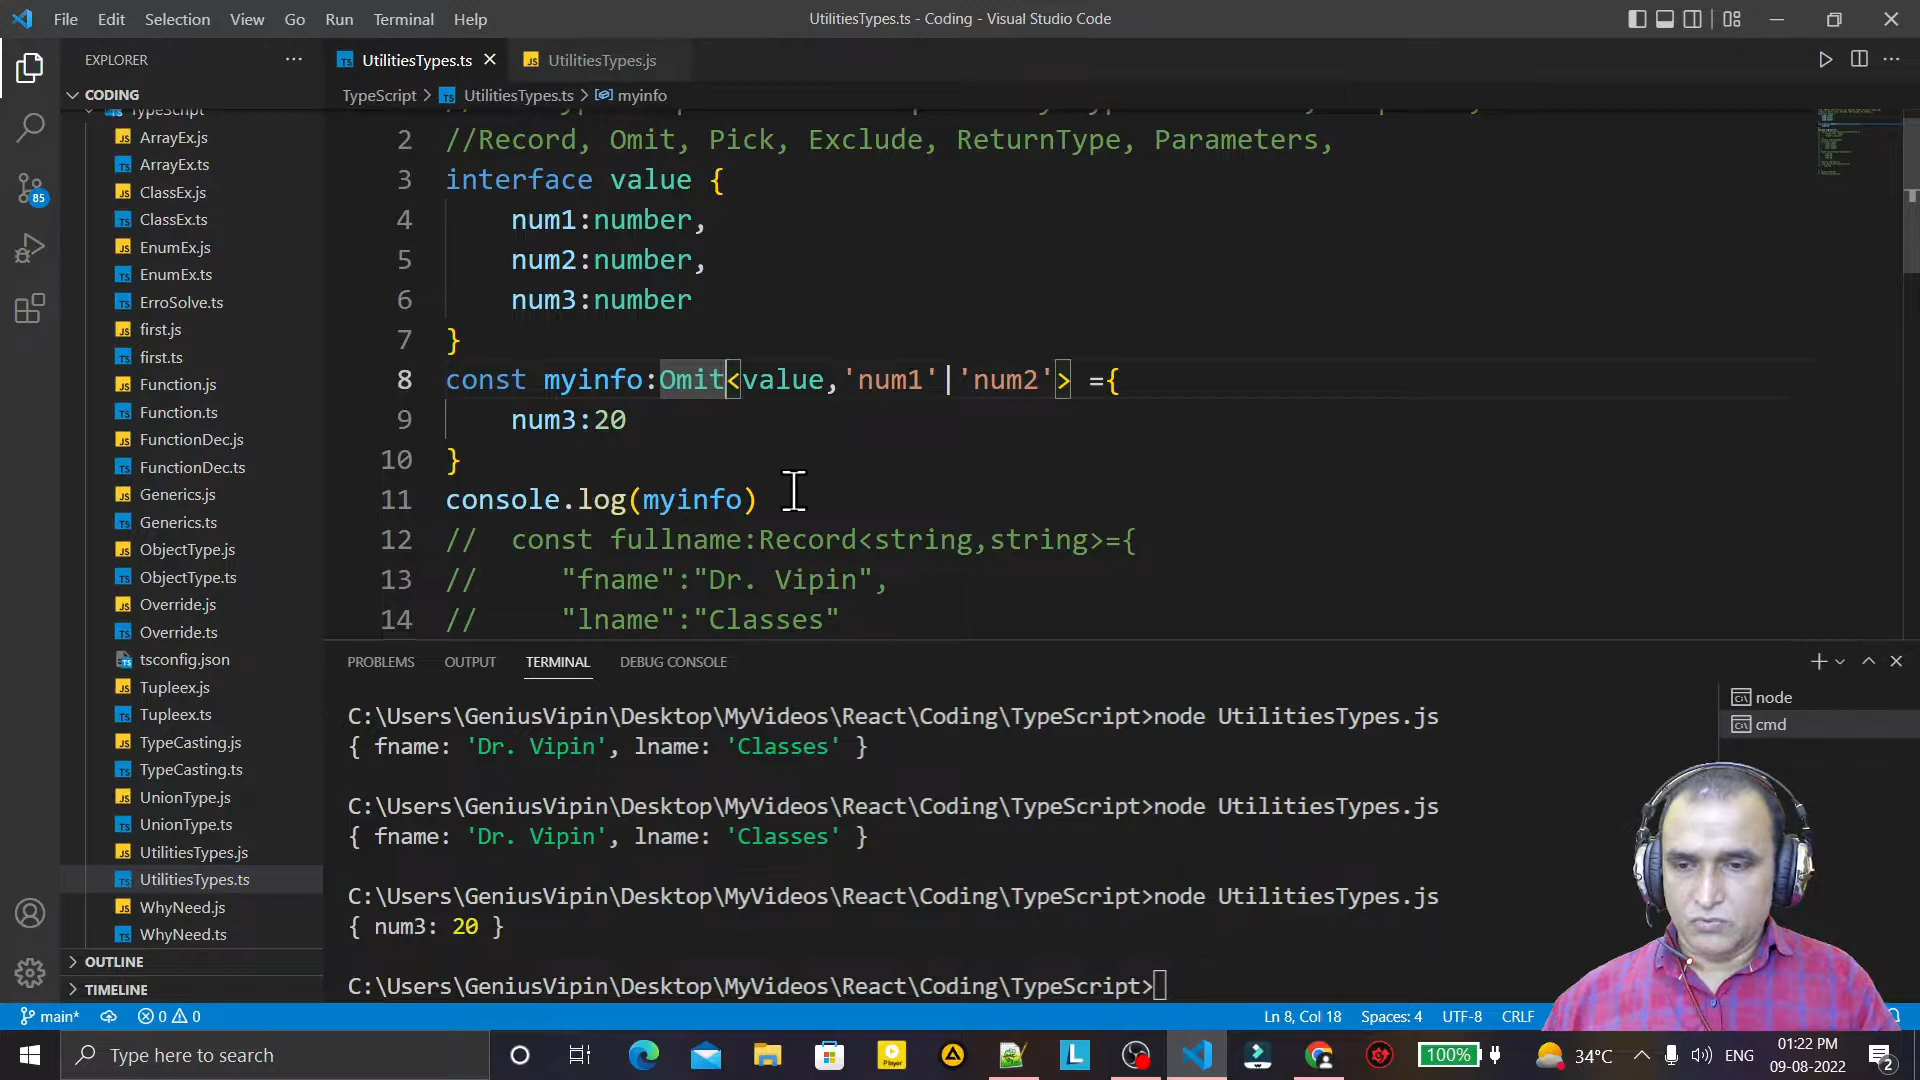 File Edit Selection View Go Run Terminal Help
UtilitiesTypes.ts - Coding - Visual Studio Code
EXPLORER
CODING
TypeScript
ArrayEx.js
ArrayEx.ts
ClassEx.js
ClassEx.ts
EnumEx.js
EnumEx.ts
ErroSolve.ts
first.js
first.ts
Function.js
Function.ts
FunctionDec.js
FunctionDec.ts
Generics.js
Generics.ts
ObjectType.js
ObjectType.ts
Override.js
Override.ts
tsconfig.json
Tupleex.js
Tupleex.ts
TypeCasting.js
TypeCasting.ts
UnionType.js
UnionType.ts
UtilitiesTypes.js
UtilitiesTypes.ts
WhyNeed.js
WhyNeed.ts
OUTLINE
TIMELINE
85
UtilitiesTypes.ts UtilitiesTypes.js
TypeScript > UtilitiesTypes.ts > myinfo
2 //Record, Omit, Pick, Exclude, ReturnType, Parameters,
3 interface value {
4 num1:number,
5 num2:number,
6 num3:number
7 }
8 const myinfo:Omit<value,'num1'|'num2'> ={
9 num3:20
10 }
11 console.log(myinfo)
12 // const fullname:Record<string,string>={
13 // "fname":"Dr. Vipin",
14 // "lname":"Classes"
PROBLEMS OUTPUT TERMINAL DEBUG CONSOLE
C:\Users\GeniusVipin\Desktop\MyVideos\React\Coding\TypeScript>node UtilitiesTypes.js
{ fname: 'Dr. Vipin', lname: 'Classes' }
C:\Users\GeniusVipin\Desktop\MyVideos\React\Coding\TypeScript>node UtilitiesTypes.js
{ fname: 'Dr. Vipin', lname: 'Classes' }
C:\Users\GeniusVipin\Desktop\MyVideos\React\Coding\TypeScript>node UtilitiesTypes.js
{ num3: 20 }
C:\Users\GeniusVipin\Desktop\MyVideos\React\Coding\TypeScript>
node
cmd
main* 0 0
Ln 8, Col 18 Spaces: 4 UTF-8 CRLF
Type here to search
100% 34°C ENG
01:22 PM
09-08-2022
2